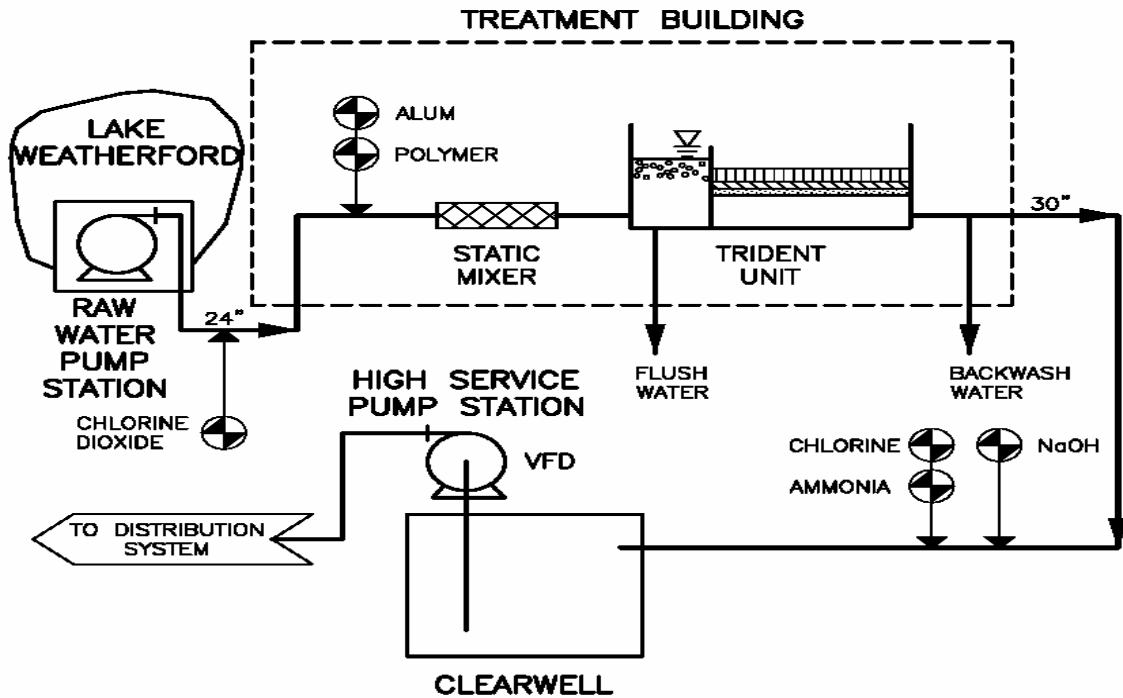 TREATMENT BUILDING
LAKE
WEATHERFORD
ALUM
POLYMER
STATIC
MIXER
TRIDENT
UNIT
30"
RAW
WATER
PUMP
STATION
24"
CHLORINE
DIOXIDE
FLUSH
WATER
BACKWASH
WATER
HIGH SERVICE
PUMP STATION
VFD
CHLORINE
AMMONIA
NaOH
TO DISTRIBUTION
SYSTEM
CLEARWELL